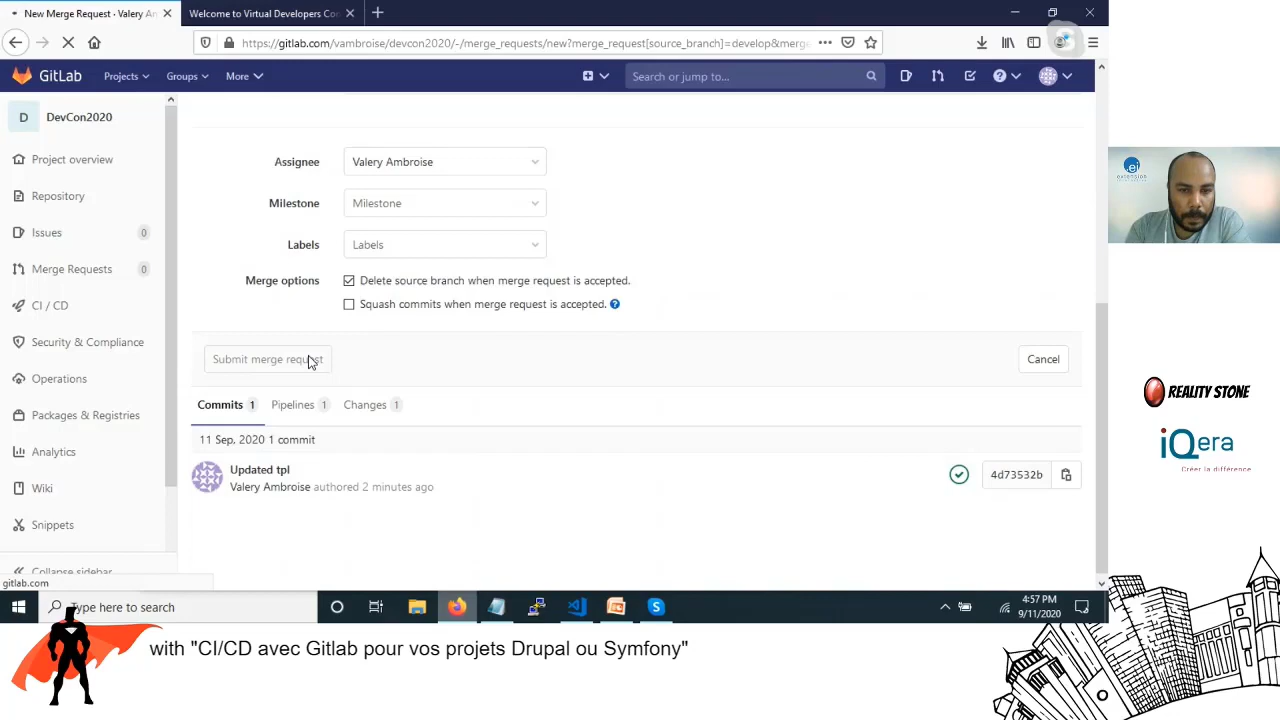 New Merge Request · Valery Ar
Welcome to Virtual Developers Co
https://gitlab.com/vambroise/devcon2020/-/merge_requests/new?merge_request[source_branch]=develop&merge
GitLab
Projects
Groups
More
Search or jump to...
D
DevCon2020
Project overview
Repository
Issues
0
Merge Requests
0
CI / CD
Security & Compliance
Operations
Packages & Registries
Analytics
Wiki
Snippets
Collapse sidebar
Assignee
Valery Ambroise
Milestone
Milestone
Labels
Labels
Merge options
Delete source branch when merge request is accepted.
Squash commits when merge request is accepted.
Submit merge request
Cancel
Commits 1
Pipelines 1
Changes 1
11 Sep, 2020 1 commit
Updated tpl
Valery Ambroise authored 2 minutes ago
4d73532b
gitlab.com
Type here to search
4:57 PM
9/11/2020
ej
extension
REALITY STONE
iQera
Créer la différence
with "CI/CD avec Gitlab pour vos projets Drupal ou Symfony"